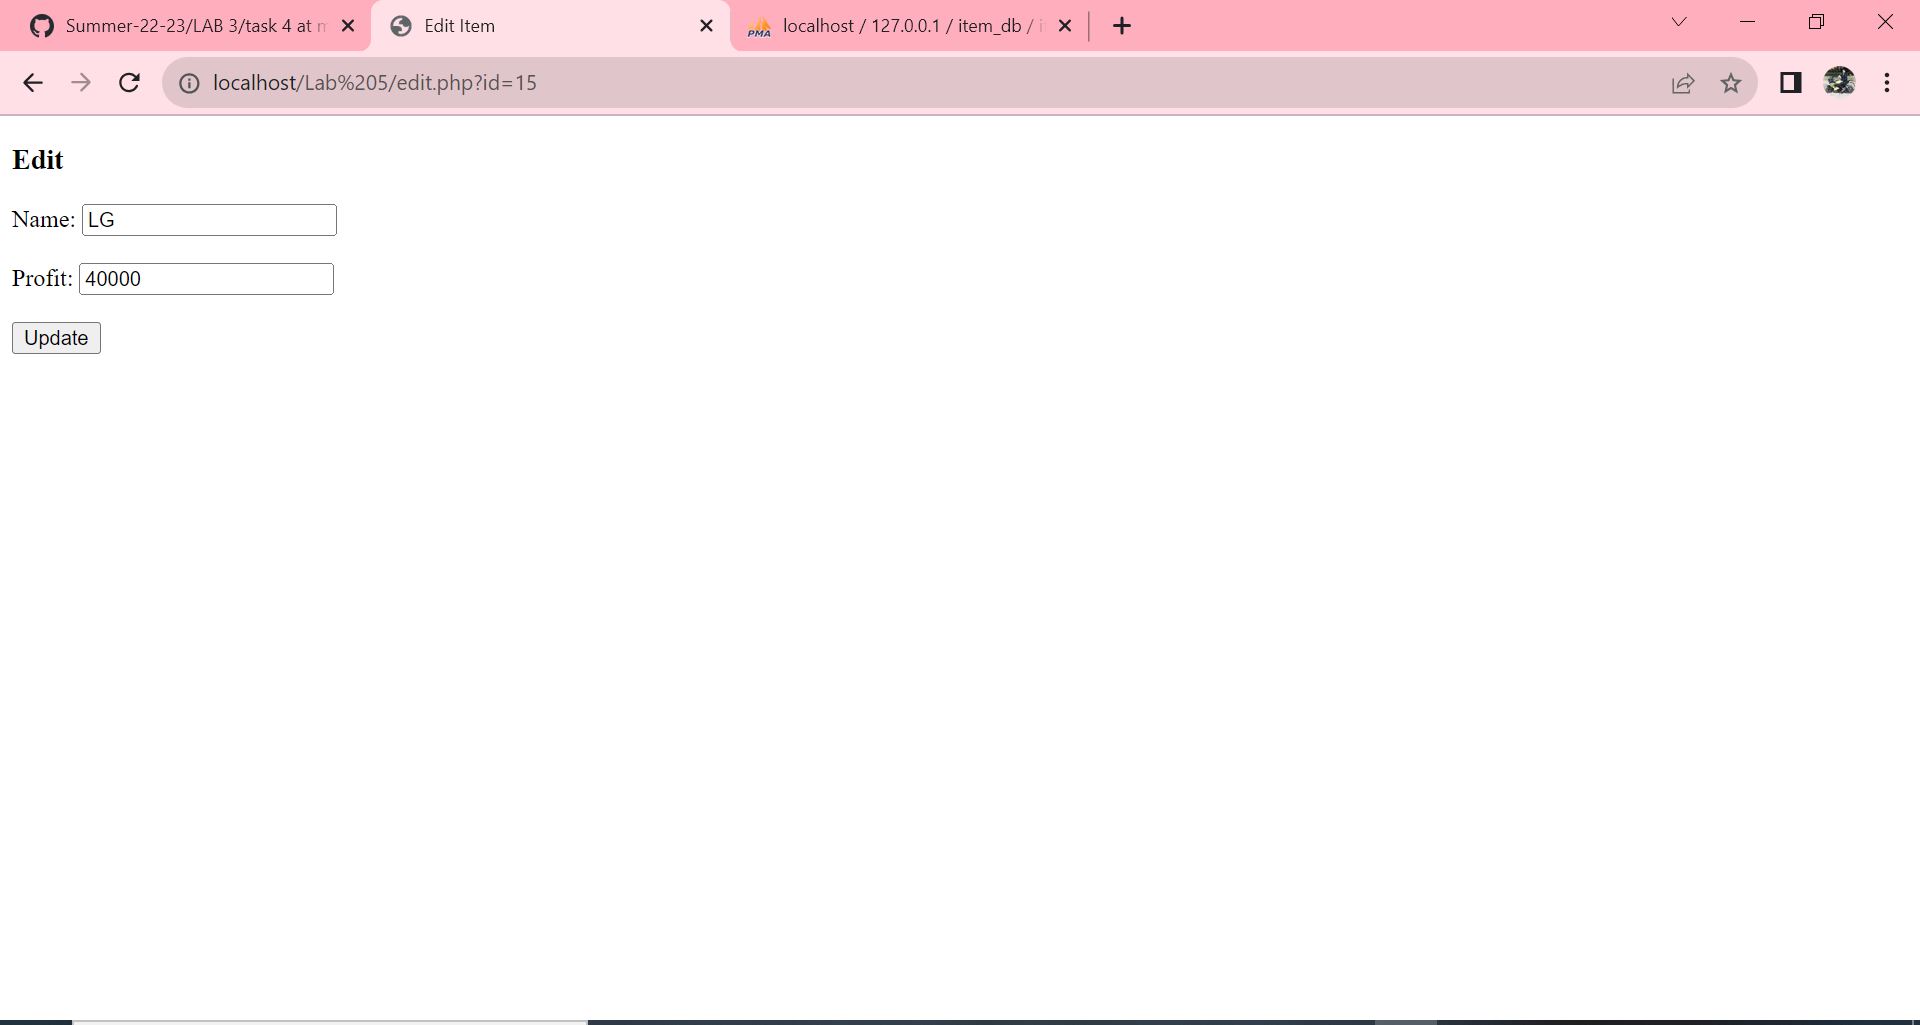 Summer-22-23/LAB 3/task 4 at
Edit Item
PMA
localhost / 127.0.0.1 / item_db /
localhost/Lab%205/edit.php?id=15
Edit
Name: LG
Profit: 40000
Update